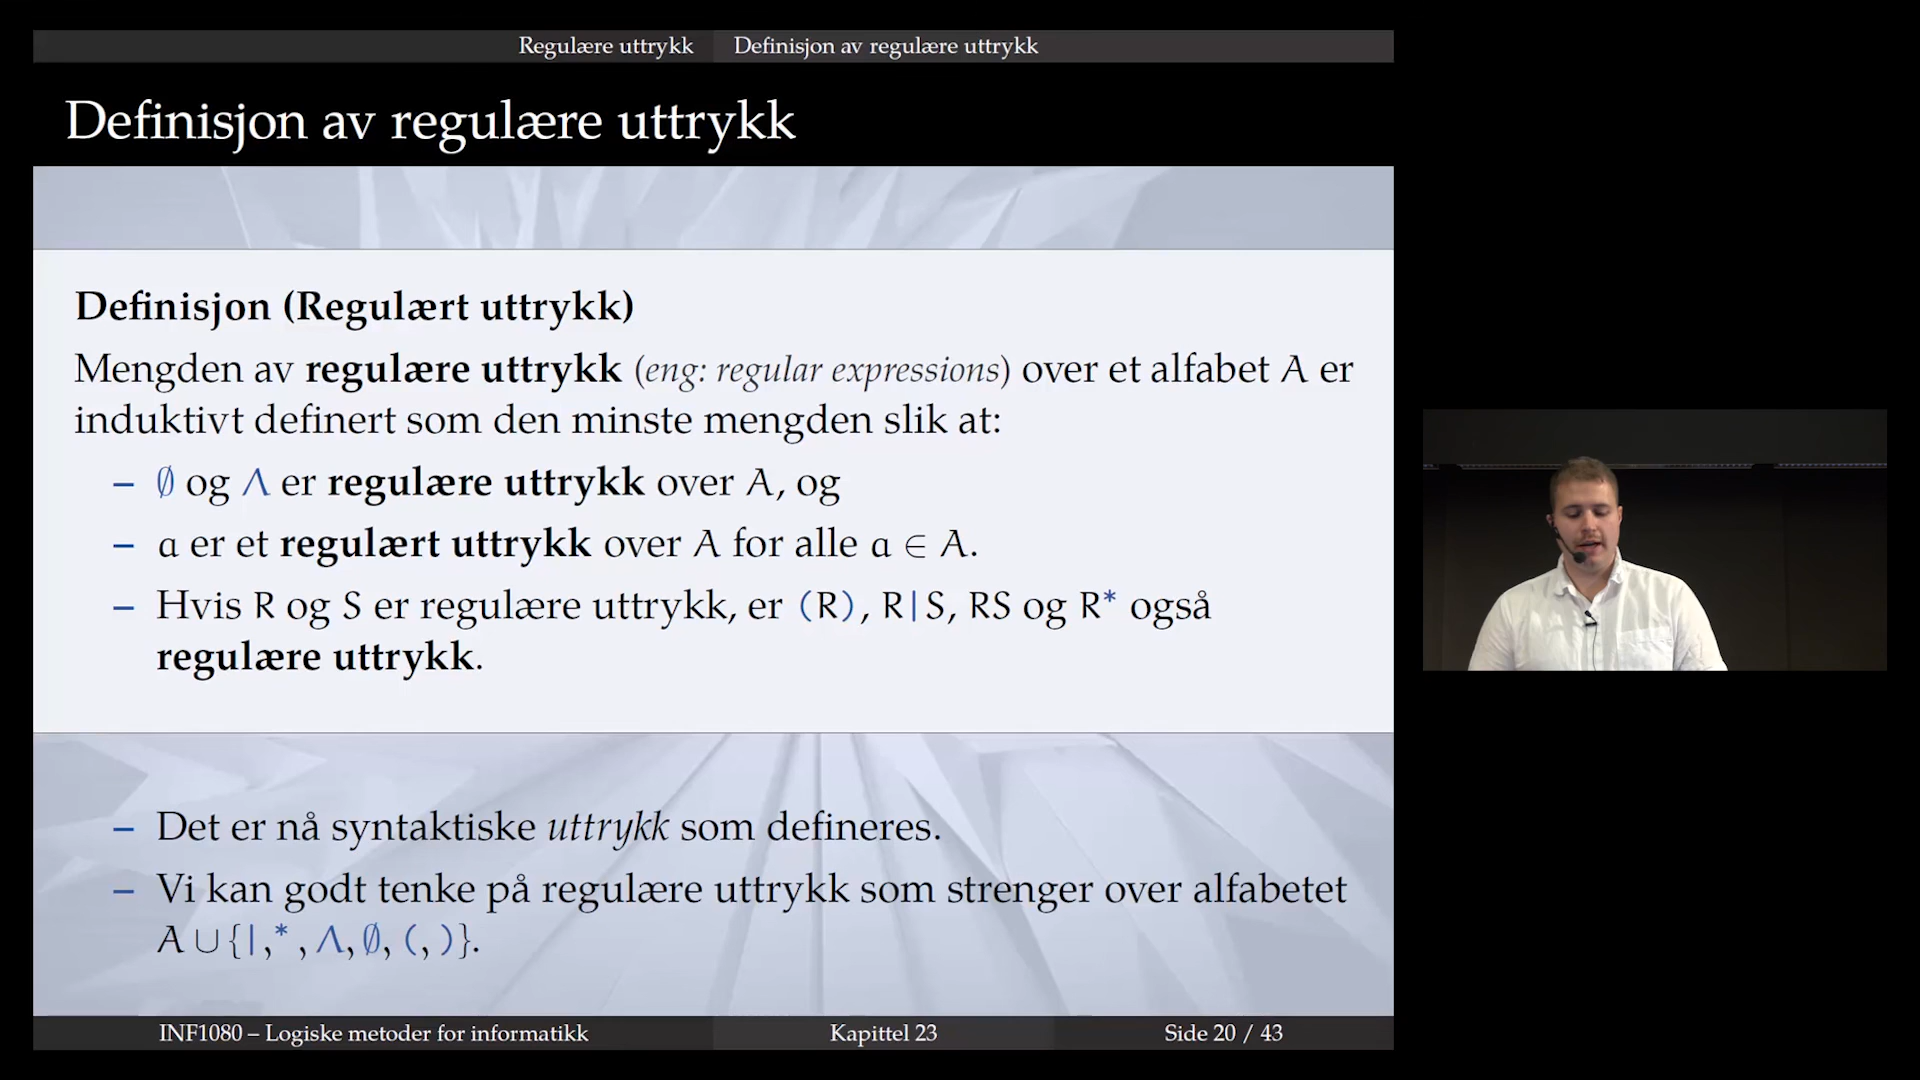 Regulære uttrykk Definisjon av regulære uttrykk
Definisjon av regulære uttrykk
Definisjon (Regulært uttrykk)
Mengden av regulære uttrykk (eng: regular expressions) over et alfabet A er
induktivt definert som den minste mengden slik at:
– ∅ og Λ er regulære uttrykk over A, og
– a er et regulært uttrykk over A for alle a ∈ A.
– Hvis R og S er regulære uttrykk, er (R), R|S, RS og R* også
regulære uttrykk.
– Det er nå syntaktiske uttrykk som defineres.
– Vi kan godt tenke på regulære uttrykk som strenger over alfabetet
A ∪ {|,*, Λ, ∅, (, )}.
INF1080 – Logiske metoder for informatikk Kapittel 23 Side 20 / 43